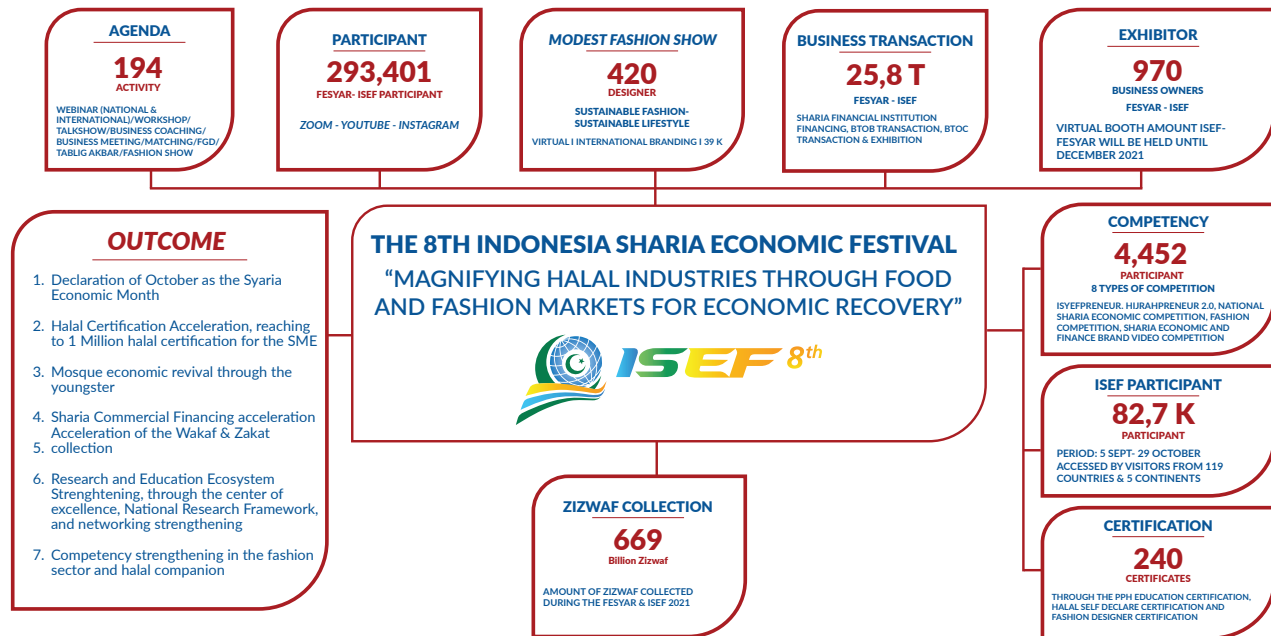 AGENDA
194
ACTIVITY
WEBINAR (NATIONAL &
INTERNATIONAL)/WORKSHOP/
TALKSHOW/BUSINESS COACHING/
BUSINESS MEETING/MATCHING/FGD/
TABLIG AKBAR/FASHION SHOW
PARTICIPANT
293,401
FESYAR- ISEF PARTICIPANT
ZOOM - YOUTUBE - INSTAGRAM
MODEST FASHION SHOW
420
DESIGNER
SUSTAINABLE FASHION-
SUSTAINABLE LIFESTYLE
VIRTUAL I INTERNATIONAL BRANDING I 39 K
BUSINESS TRANSACTION
25,8 T
FESYAR - ISEF
SHARIA FINANCIAL INSTITUTION
FINANCING, BTOB TRANSACTION, BTOC
TRANSACTION & EXHIBITION
EXHIBITOR
970
BUSINESS OWNERS
FESYAR - ISEF
VIRTUAL BOOTH AMOUNT ISEF-
FESYAR WILL BE HELD UNTIL
DECEMBER 2021
OUTCOME
1. Declaration of October as the Syaria
Economic Month
2. Halal Certification Acceleration, reaching
to 1 Million halal certification for the SME
3. Mosque economic revival through the
youngster
4. Sharia Commercial Financing acceleration
Acceleration of the Wakaf & Zakat
5. collection
6. Research and Education Ecosystem
Strenghtening, through the center of
excellence, National Research Framework,
and networking strengthening
7. Competency strengthening in the fashion
sector and halal companion
THE 8TH INDONESIA SHARIA ECONOMIC FESTIVAL
“MAGNIFYING HALAL INDUSTRIES THROUGH FOOD
AND FASHION MARKETS FOR ECONOMIC RECOVERY”
ISEF 8th
COMPETENCY
4,452
PARTICIPANT
8 TYPES OF COMPETITION
ISYEFPRENEUR. HIJRAHPRENEUR 2.0, NATIONAL
SHARIA ECONOMIC COMPETITION, FASHION
COMPETITION, SHARIA ECONOMIC AND
FINANCE BRAND VIDEO COMPETITION
ISEF PARTICIPANT
82,7 K
PARTICIPANT
PERIOD: 5 SEPT- 29 OCTOBER
ACCESSED BY VISITORS FROM 119
COUNTRIES & 5 CONTINENTS
ZIZWAF COLLECTION
669
Billion Zizwaf
AMOUNT OF ZIZWAF COLLECTED
DURING THE FESYAR & ISEF 2021
CERTIFICATION
240
CERTIFICATES
THROUGH THE PPH EDUCATION CERTIFICATION,
HALAL SELF DECLARE CERTIFICATION AND
FASHION DESIGNER CERTIFICATION